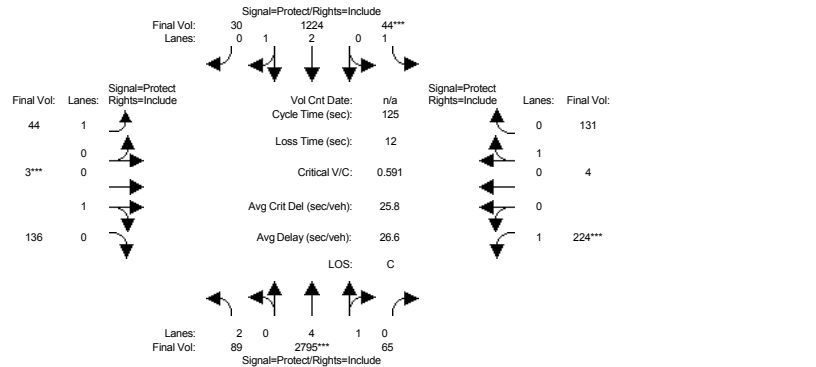 Signal=Protect/Rights=Include
Final Vol: 30 1224 44***
Lanes: 0 1 2 0 1
Signal=Protect Signal=Protect
Final Vol: Lanes: Rights=Include Vol Cnt Date: n/a Rights=Include Lanes: Final Vol:
Cycle Time (sec): 125
44 1 0 131
Loss Time (sec): 12
0 1
3*** 0 Critical V/C: 0.591 0 4
1 Avg Crit Del (sec/veh): 25.8 0
136 0 Avg Delay (sec/veh): 26.6 1 224***
LOS: C
Lanes: 2 0 4 1 0
Final Vol: 89 2795*** 65
Signal=Protect/Rights=Include